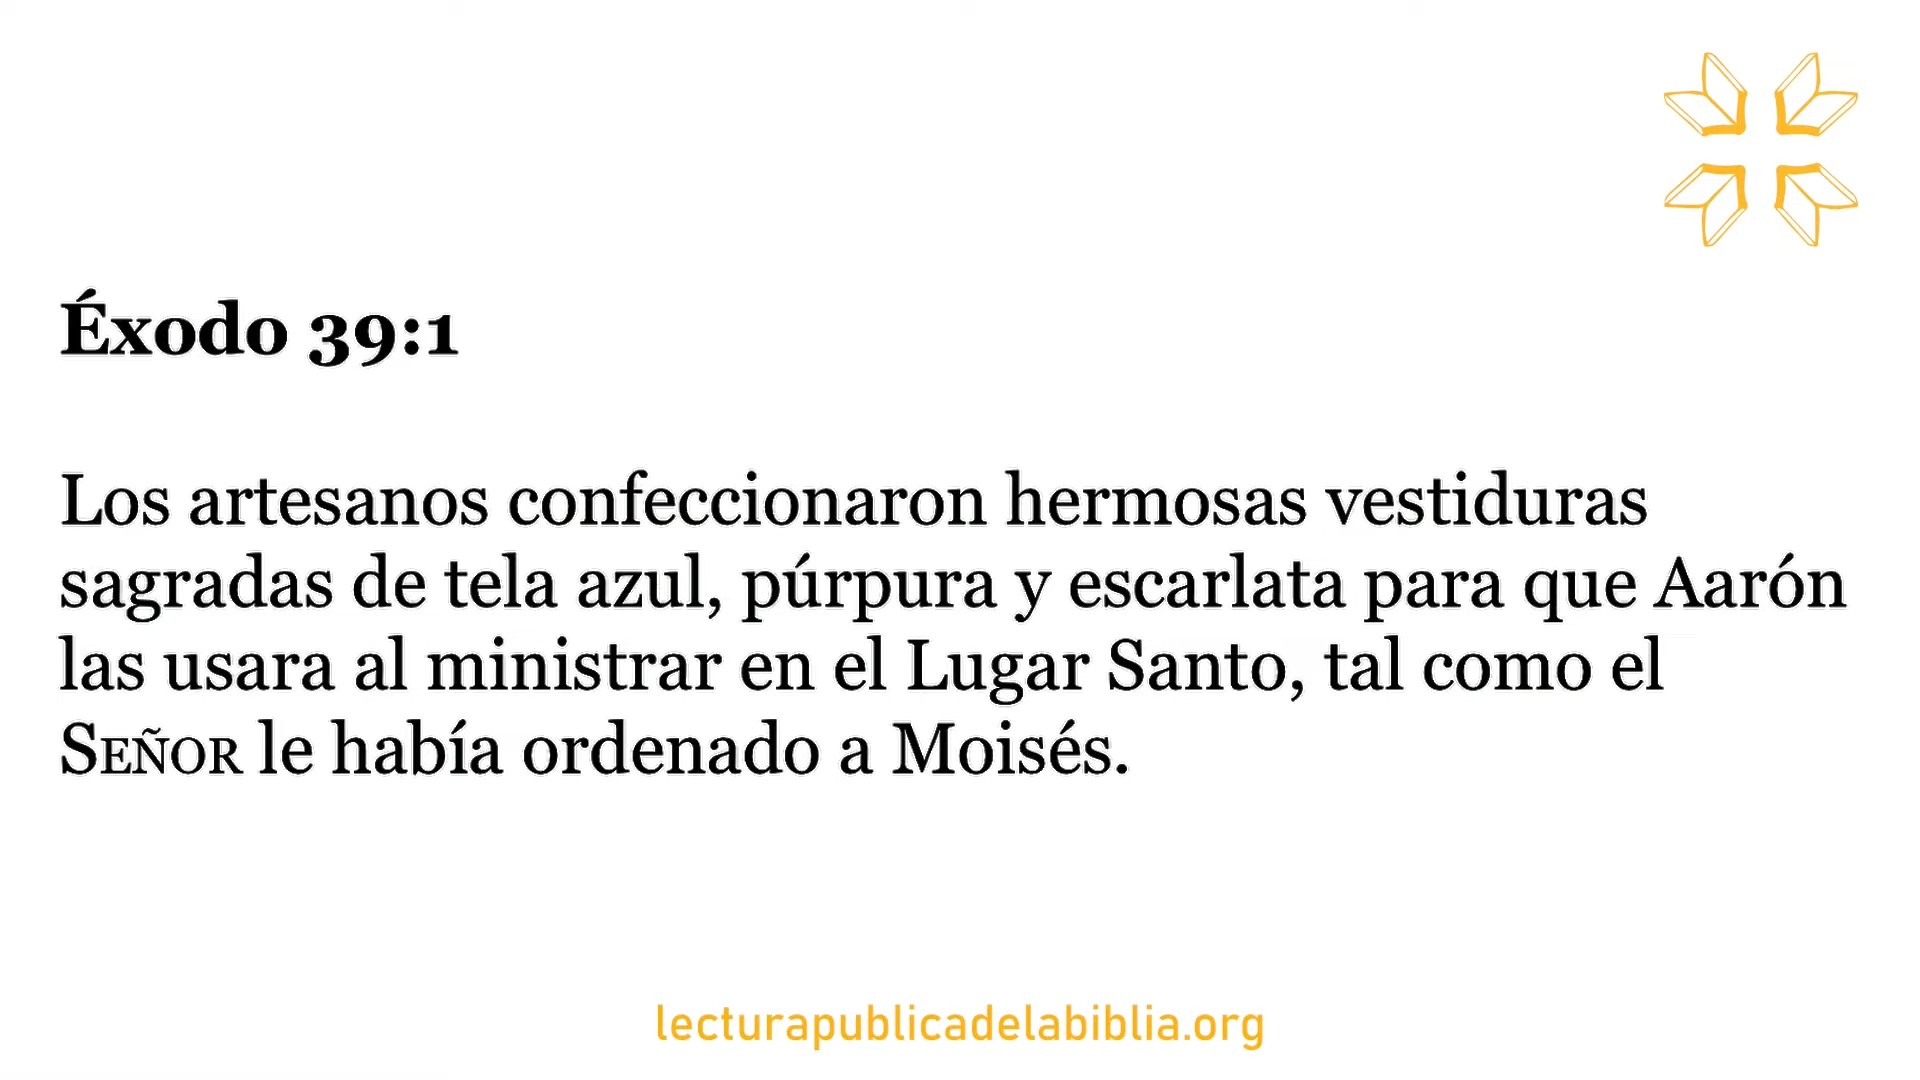 Éxodo 39:1
Los artesanos confeccionaron hermosas vestiduras
sagradas de tela azul, púrpura y escarlata para que Aarón
las usara al ministrar en el Lugar Santo, tal como el
SEÑOR le había ordenado a Moisés.
lecturapublicadelabiblia.org